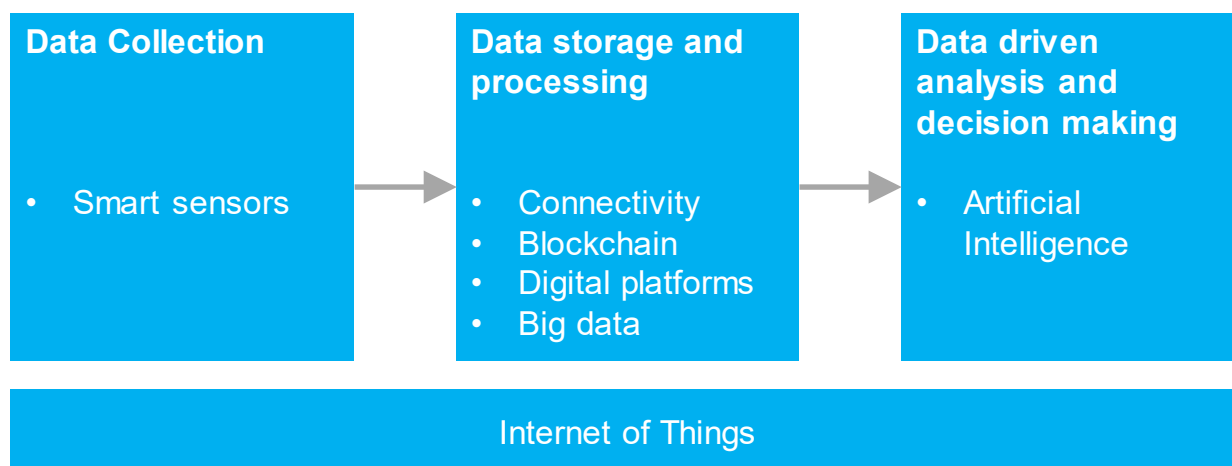 Data Collection
• Smart sensors
Data storage and
processing
• Connectivity
• Blockchain
• Digital platforms
• Big data
Data driven
analysis and
decision making
• Artificial
Intelligence
Internet of Things